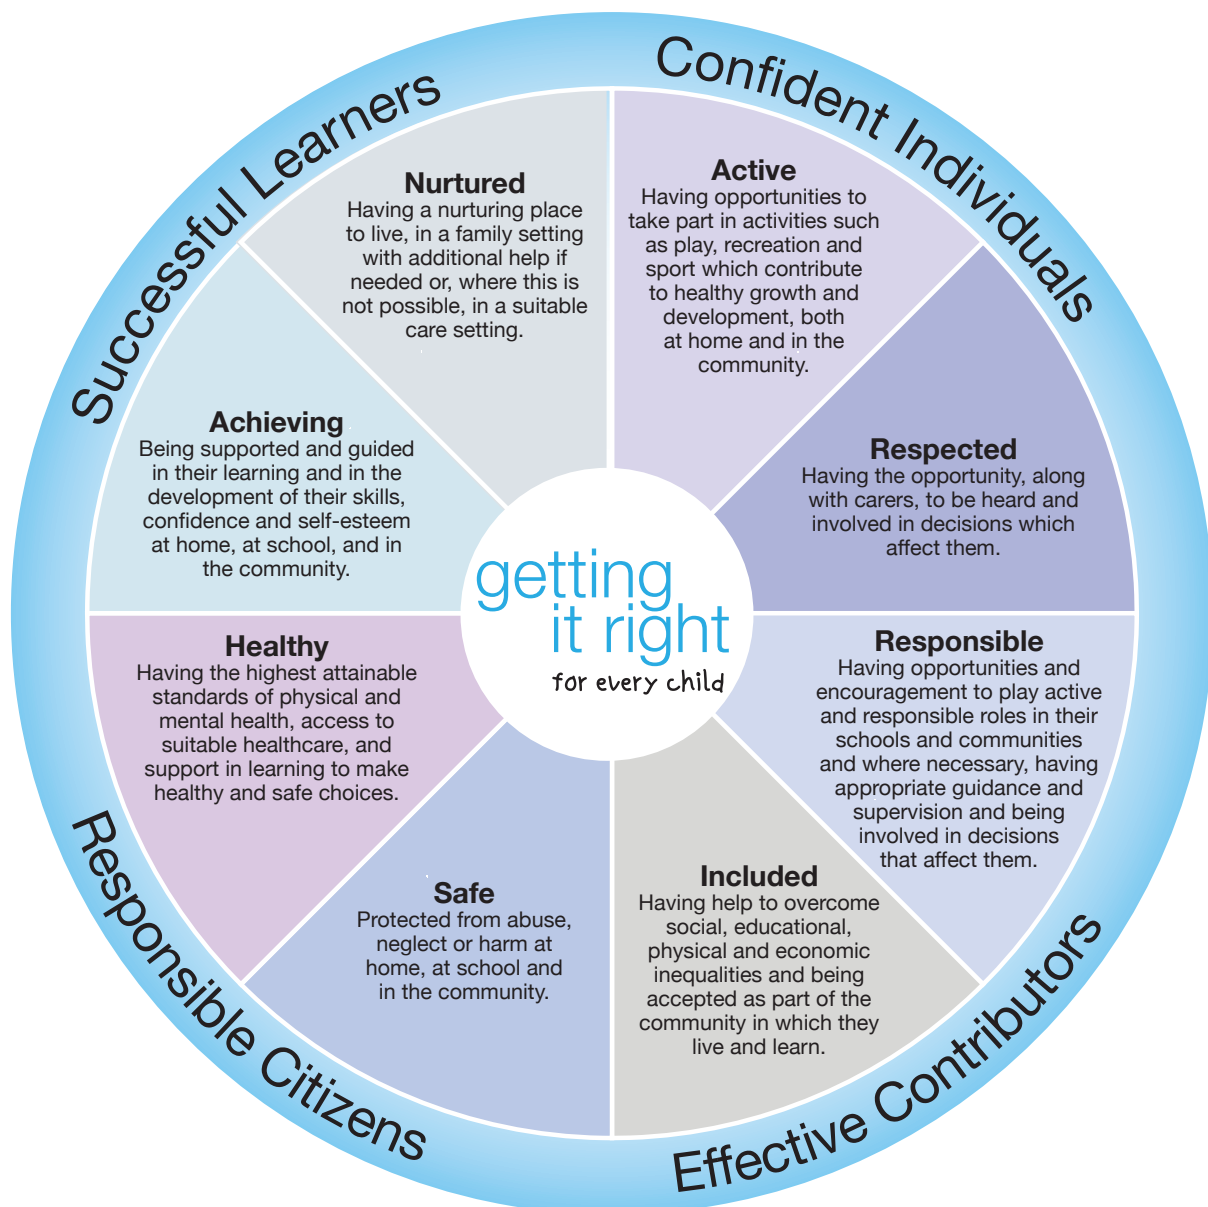 Successful Learners
Confident Individuals
Nurtured
Having a nurturing place
to live, in a family setting
with additional help if
needed or, where this is
not possible, in a suitable
care setting.
Active
Having opportunities to
take part in activities such
as play, recreation and
sport which contribute
to healthy growth and
development, both
at home and in the
community.
Achieving
Being supported and guided
in their learning and in the
development of their skills,
confidence and self-esteem
at home, at school, and in
the community.
Respected
Having the opportunity, along
with carers, to be heard and
involved in decisions which
affect them.
getting
it right
for every child
Healthy
Having the highest attainable
standards of physical and
mental health, access to
suitable healthcare, and
support in learning to make
healthy and safe choices.
Responsible
Having opportunities and
encouragement to play active
and responsible roles in their
schools and communities
and where necessary, having
appropriate guidance and
supervision and being
involved in decisions
that affect them.
Safe
Protected from abuse,
neglect or harm at
home, at school and
in the community.
Included
Having help to overcome
social, educational,
physical and economic
inequalities and being
accepted as part of the
community in which they
live and learn.
Responsible Citizens
Effective Contributors